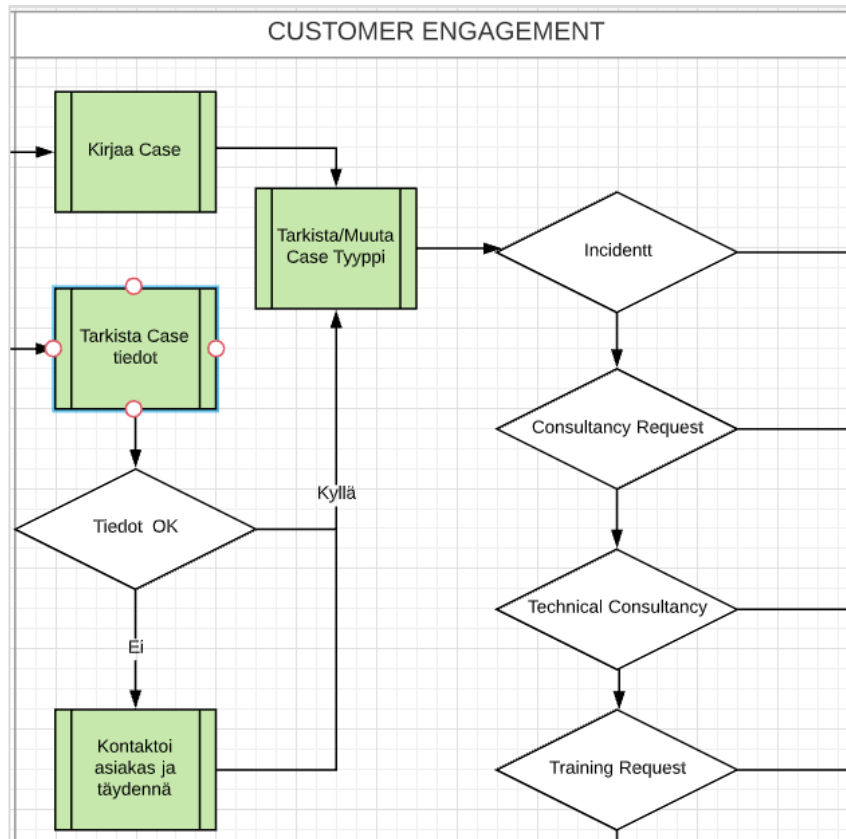 CUSTOMER ENGAGEMENT
Kirjaa Case
Tarkista/Muuta
Case Tyyppi
Incidentt
Tarkista Case
tiedot
Consultancy Request
Kyllä
Tiedot OK
Technical Consultancy
Ei
Kontaktoi
asiakas ja
täydennä
Training Request